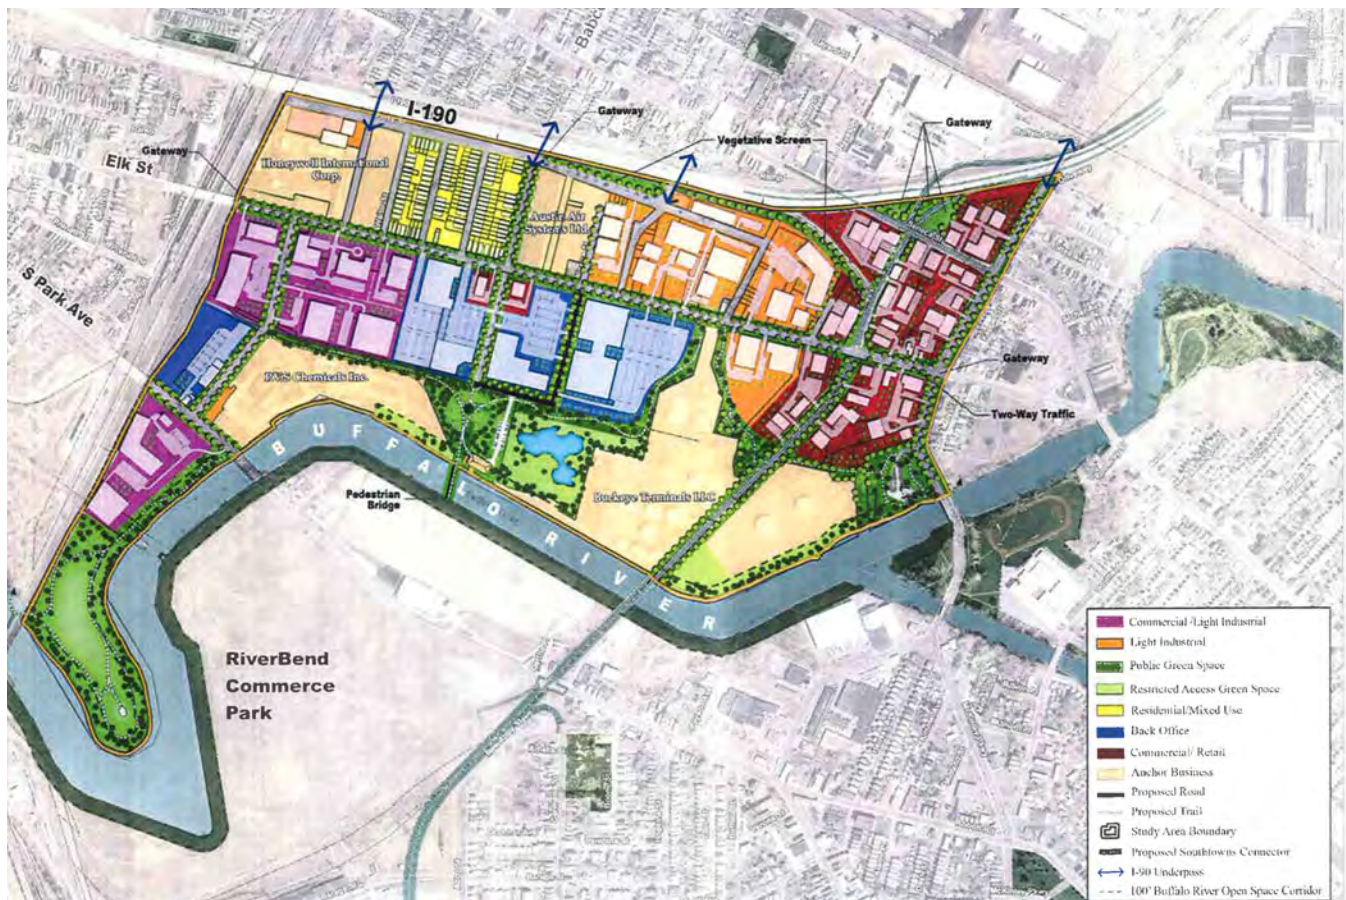 Babc
I-190
Gateway
Gateway
Vegetative Screen
Gateway
Elk St
Honeywell International
Corp.
Austin Air
Systems Ltd.
S Park Ave
PVS Chemicals Inc.
Gateway
Two-Way Traffic
BUFFALO RIVER
Pedestrian
Bridge
Buckeye Terminals LLC
RiverBend
Commerce
Park
Commercial /Light Industrial
Light Industrial
Public Green Space
Restricted Access Green Space
Residential/Mixed Use
Back Office
Commercial/ Retail
Anchor Business
Proposed Road
Proposed Trail
Study Area Boundary
Proposed Southtowns Connector
I-90 Underpass
100' Buffalo River Open Space Corridor